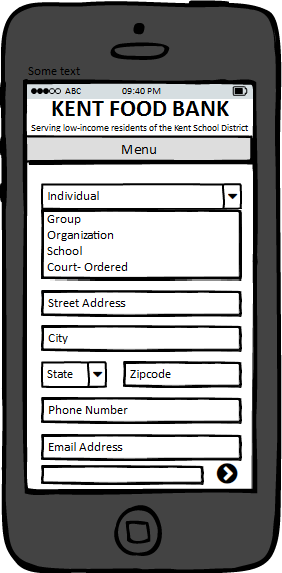 Some text
ABC 09:40 PM
KENT FOOD BANK
Serving low-income residents of the Kent School District
Menu
Individual
Group
Organization
School
Court- Ordered
Street Address
City
State Zipcode
Phone Number
Email Address